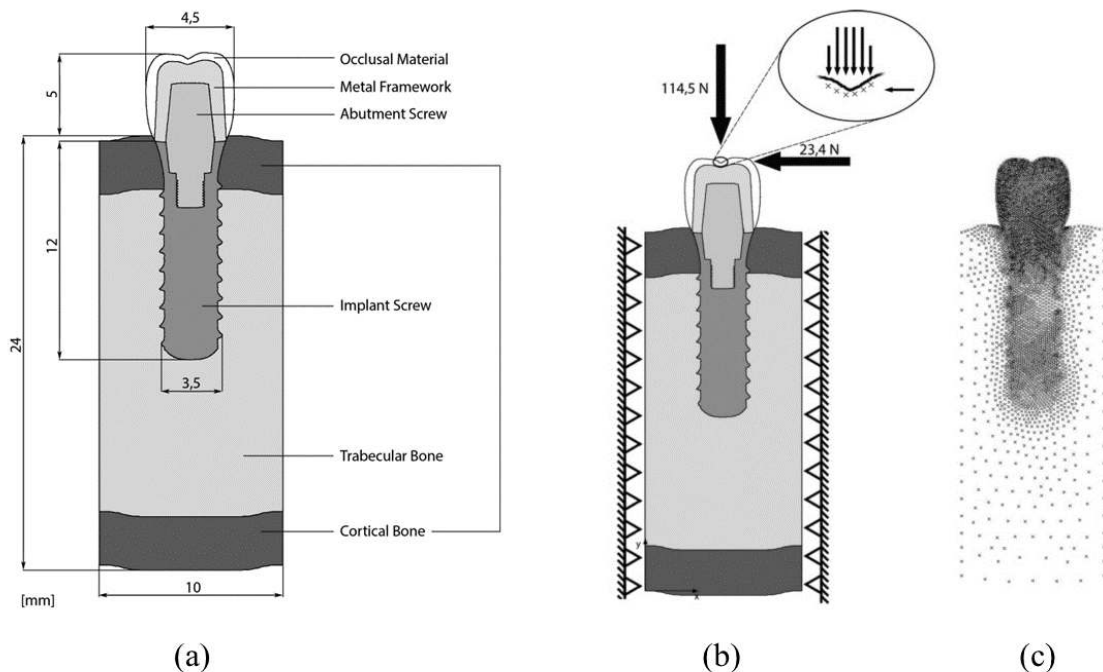 4,5
Occlusal Material
Metal Framework
Abutment Screw
5
12
24
Implant Screw
3,5
Trabecular Bone
Cortical Bone
[mm]
10
(a)
114,5 N
23,4 N
y
x
(b)
(c)